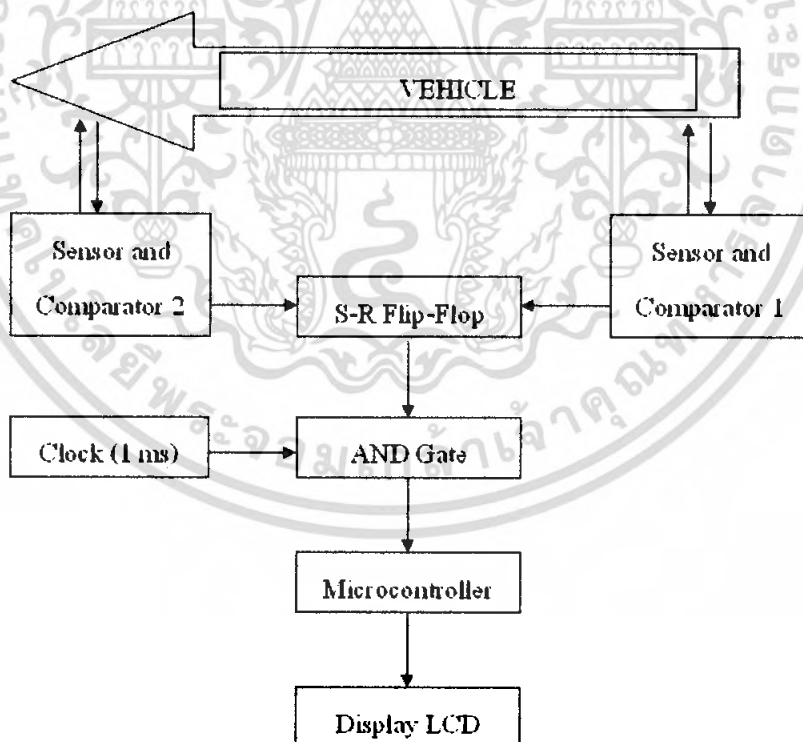 VEHICLE
Sensor and
Comparator 2
S-R Flip-Flop
Sensor and
Comparator 1
Clock (1 ms)
AND Gate
Microcontroller
Display LCD